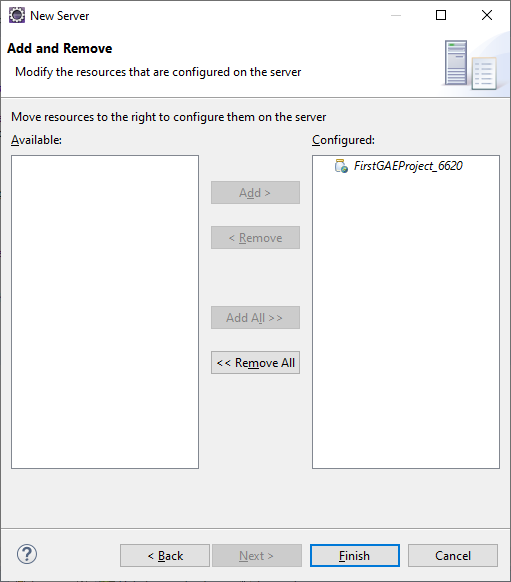 New Server
Add and Remove
Modify the resources that are configured on the server
Move resources to the right to configure them on the server
Available:
Configured:
FirstGAEProject_6620
Add >
< Remove
Add All >>
<< Remove All
?
< Back
Next >
Finish
Cancel